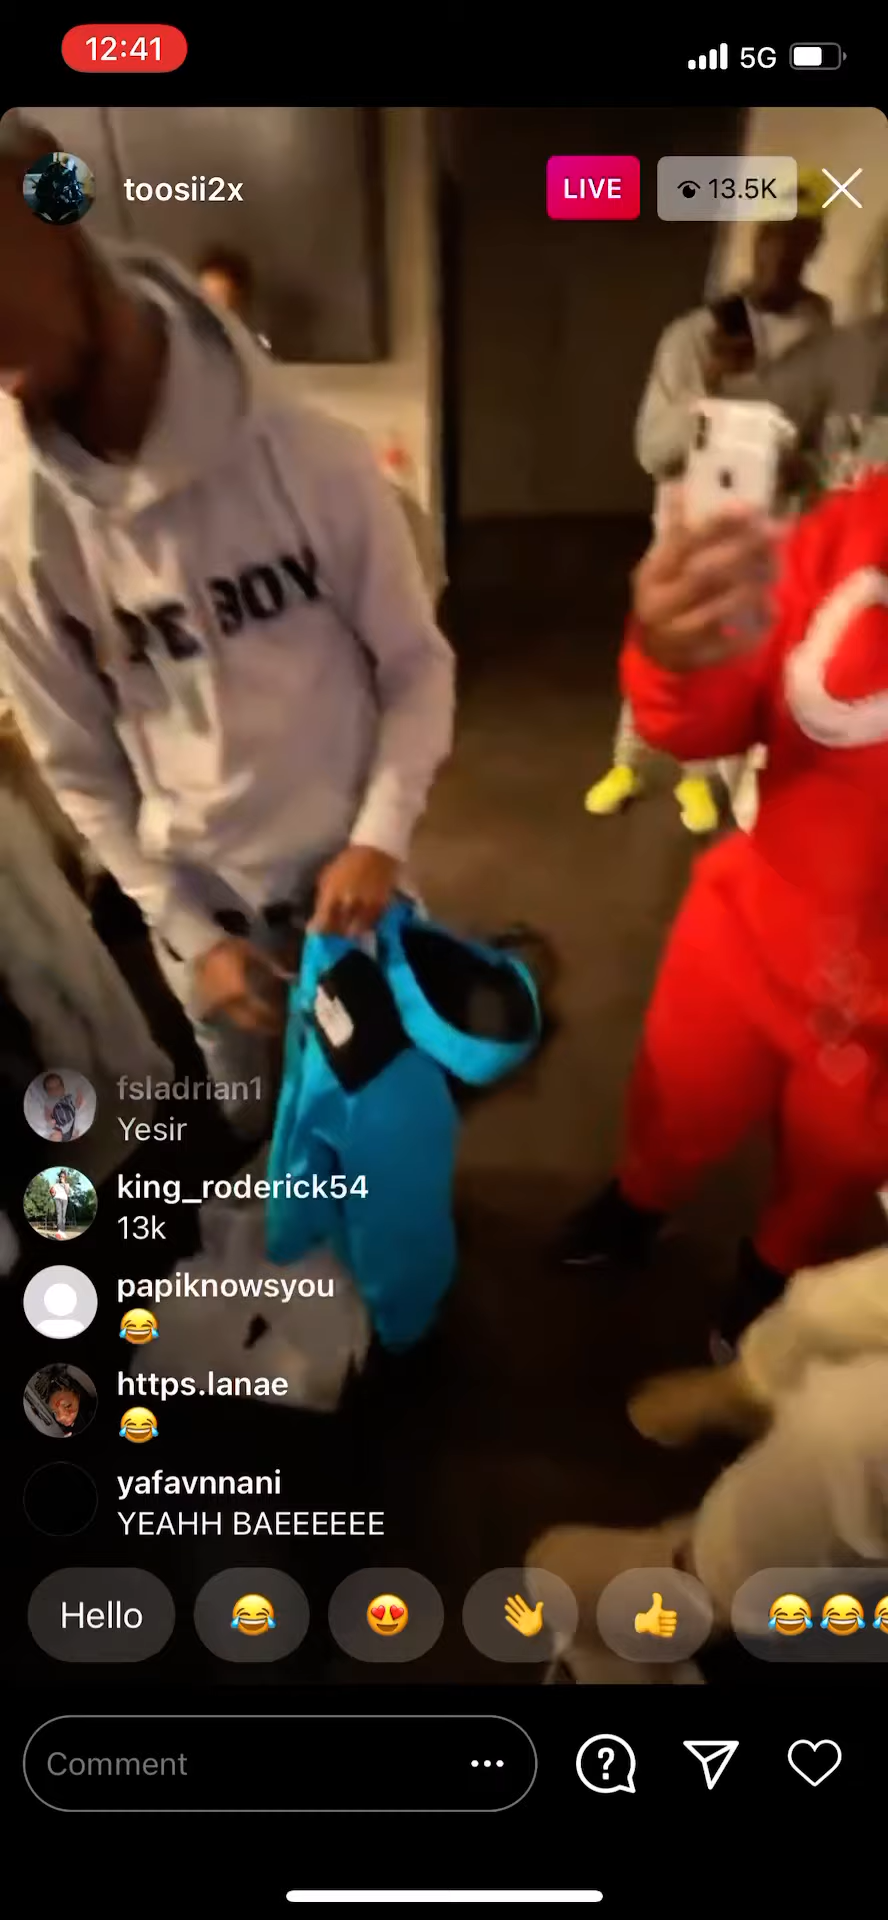 12:41
5G
toosii2x
LIVE
13.5K
BOY
fsladrian1
Yesir
king_roderick54
13k
papiknowsyou
😂
https.lanae
😂
yafavnnani
YEAHH BAEEEEEE
Hello 😂 😍 👋 👍 😂😂
Comment